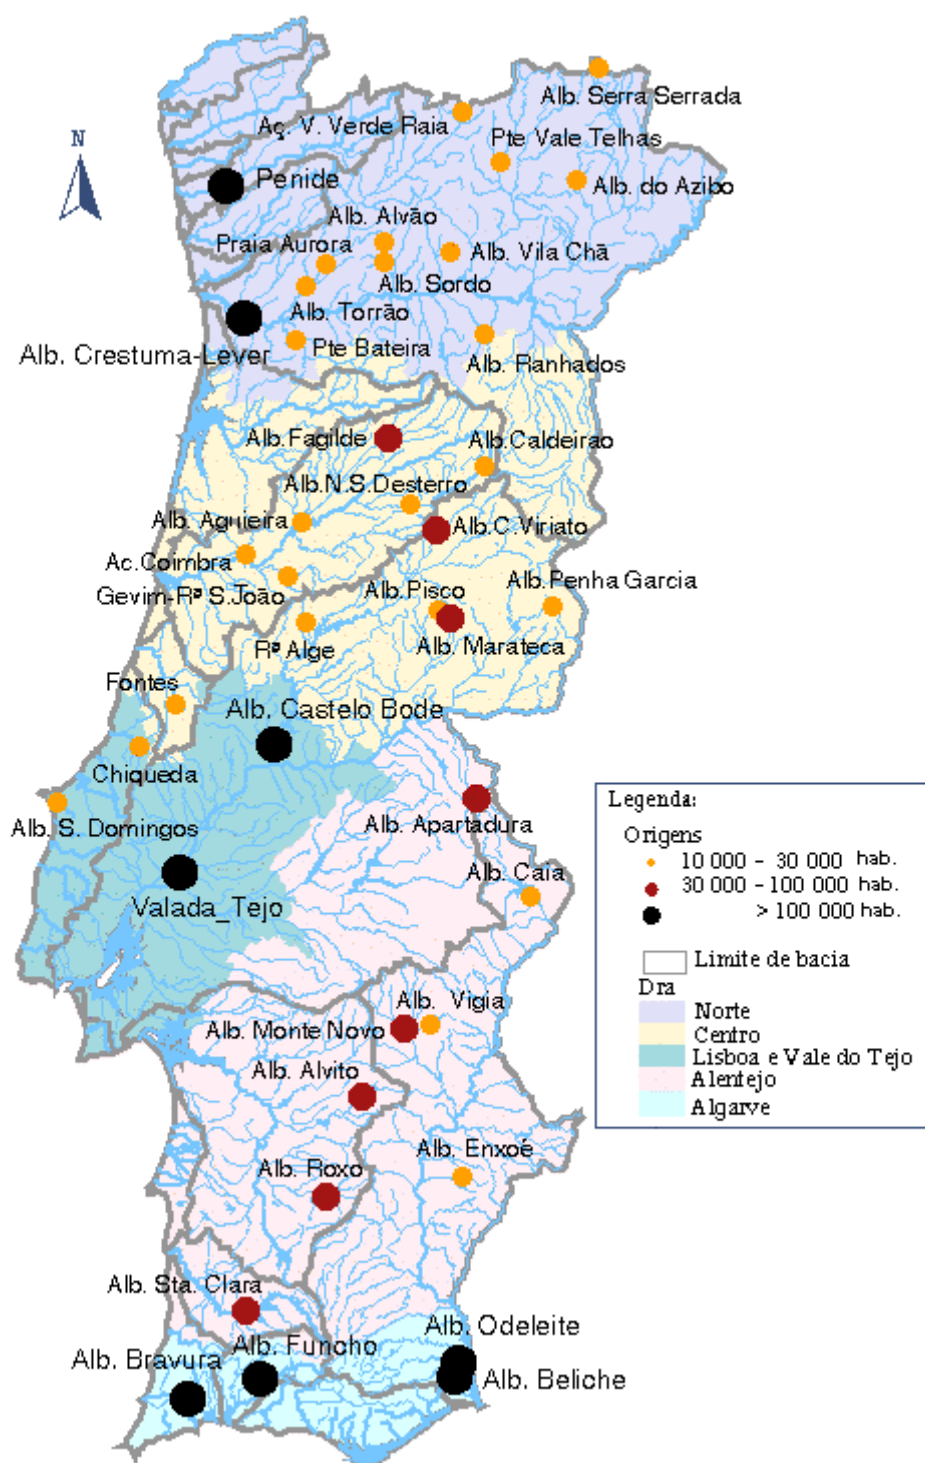 Alb. Serra Serrada
Aç. V. Verde Raia
N
Pte Vale Telhas
Penide
Alb. do Azibo
Alb. Alvão
Praia Aurora
Alb. Vila Chã
Alb. Sordo
Alb. Torrão
Alb. Crestuma-Lever
Pte Bateira
Alb. Ranhados
Alb.Fagilde
Alb.Caldeirao
Alb.N.S.Desterro
Alb. Aguieira
Alb.C.Viriato
Ac.Coimbra
Alb.Penha Garcia
Gevim-Rª S.João
Alb.Pisco
Rª Alge
Alb. Marateca
Fontes
Alb. Castelo Bode
Chiqueda
Alb. S. Domingos
Alb. Apartadura
Alb. Caia
Valada_Tejo
Alb. Vigia
Alb. Monte Novo
Alb. Alvito
Alb. Enxoé
Alb. Roxo
Alb. Sta. Clara
Alb. Odeleite
Alb. Funcho
Alb. Bravura
Alb. Beliche
Legenda:
Origens
10 000 - 30 000 hab.
30 000 - 100 000 hab.
> 100 000 hab.
Limite de bacia
Dra
Norte
Centro
Lisboa e Vale do Tejo
Alentejo
Algarve